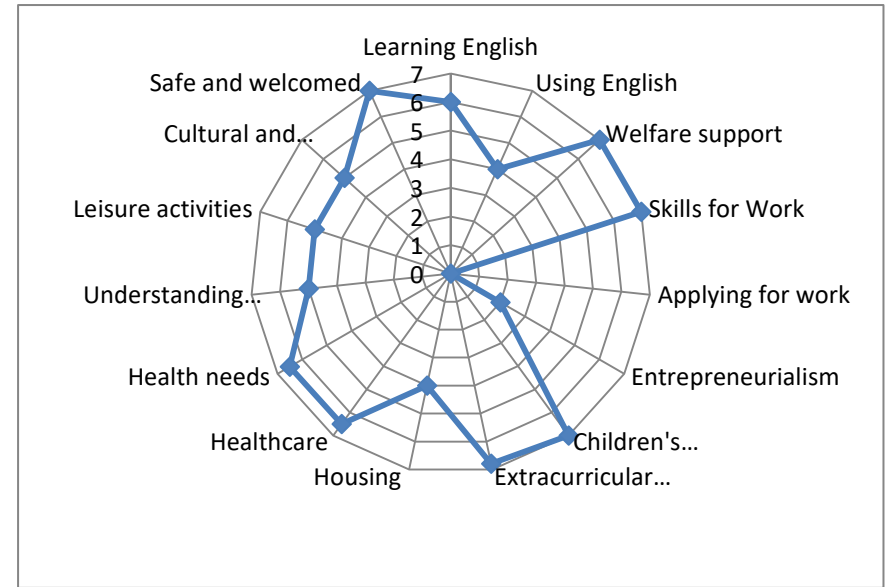 Learning English
Using English
Welfare support
Skills for Work
Applying for work
Entrepreneurialism
Children's...
Extracurricular...
Housing
Healthcare
Health needs
Understanding...
Leisure activities
Cultural and...
Safe and welcomed
7
6
5
4
3
2
1
0